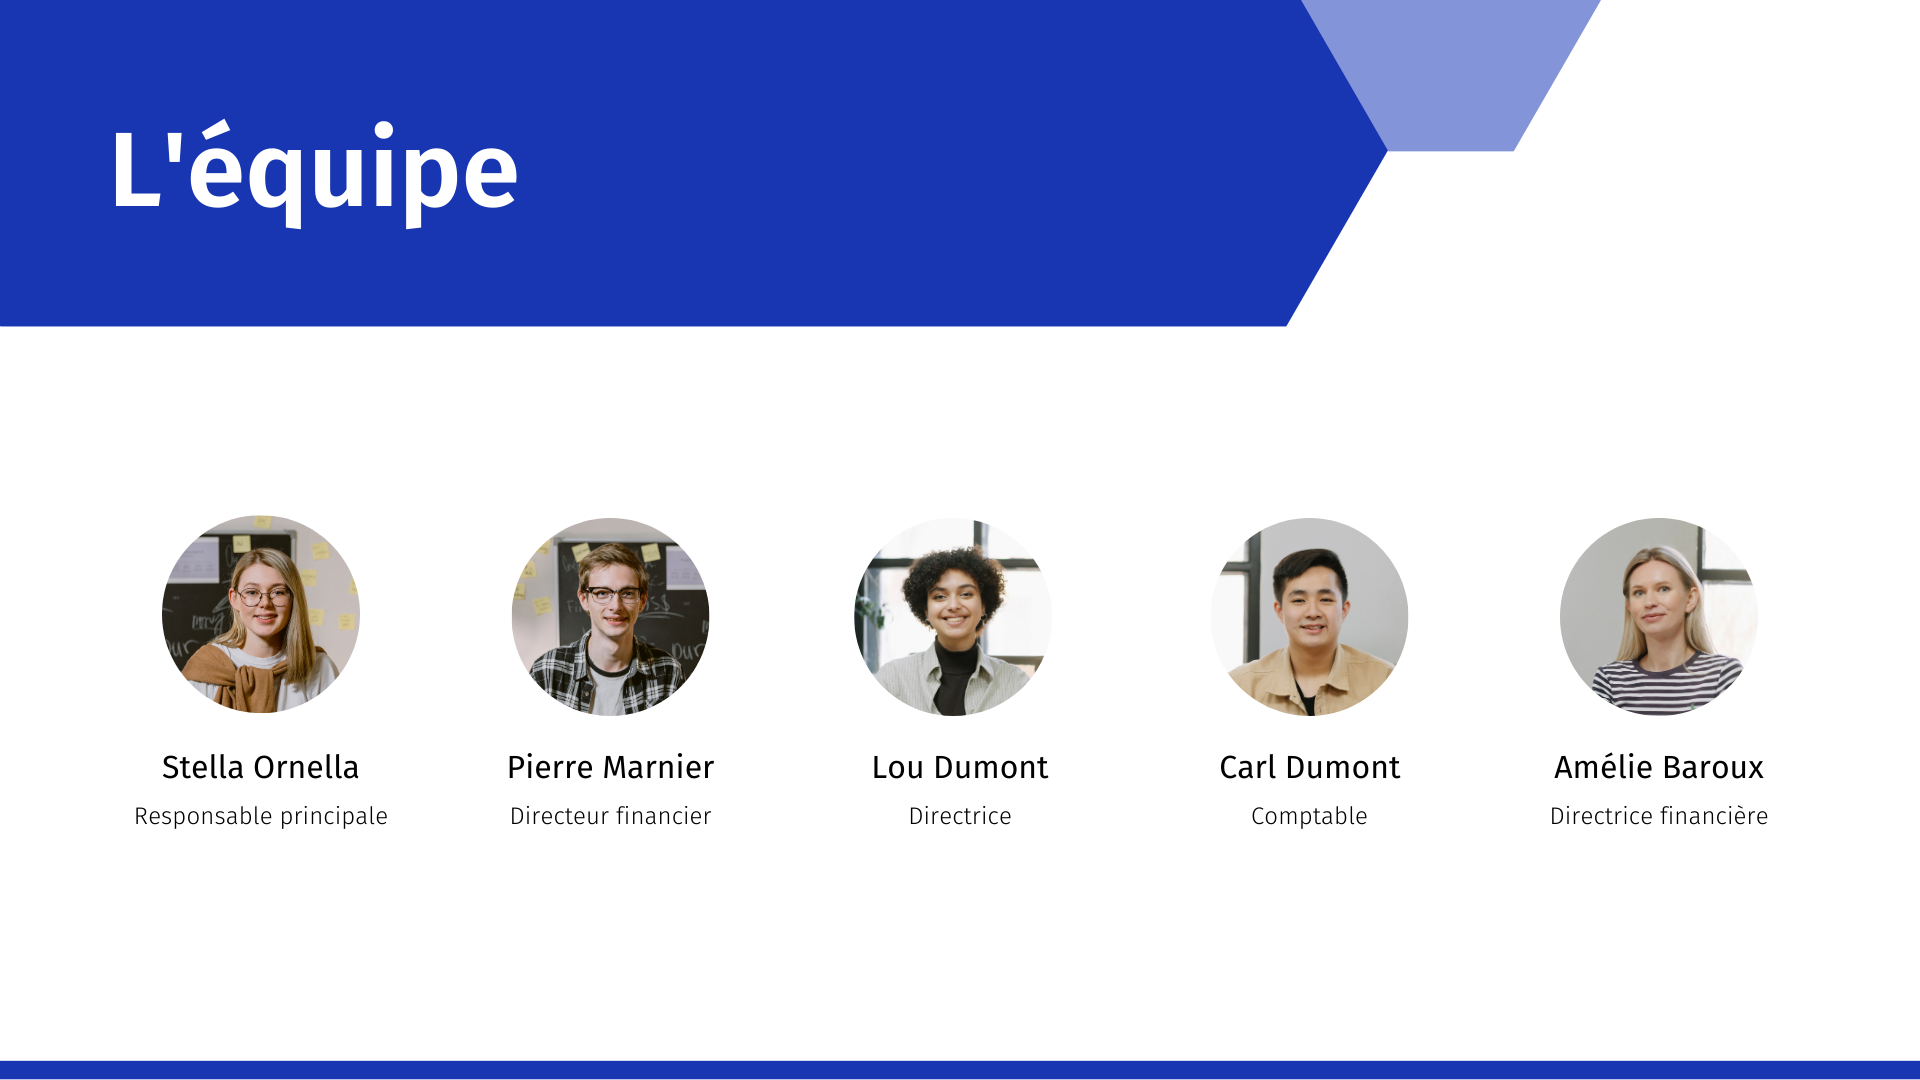 L'équipe
Stella Ornella
Responsable principale
Pierre Marnier
Directeur financier
Lou Dumont
Directrice
Carl Dumont
Comptable
Amélie Baroux
Directrice financière